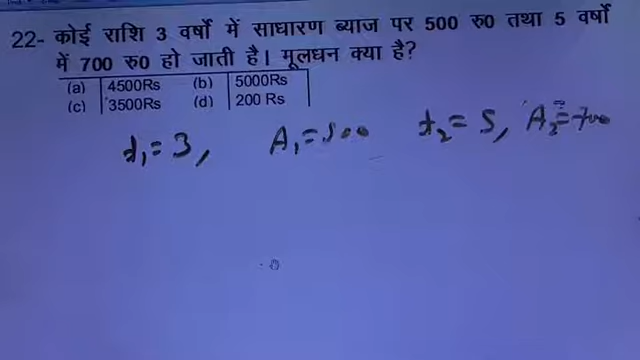 22- कोई राशि 3 वर्षो में साधारण ब्याज पर 500 रु0 तथा 5 वर्षो
में 700 रु0 हो जाती है। मूलधन क्या है?
(a) 4500Rs (b) 5000Rs
(c) 3500Rs (d) 200 Rs
t₁ = 3, A₁ = 500 t₂ = 5, A₂ = 700